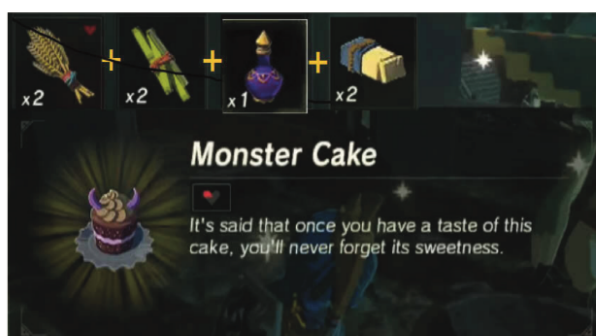 x2 + x2 + x1 + x2
Monster Cake
It's said that once you have a taste of this
cake, you'll never forget its sweetness.